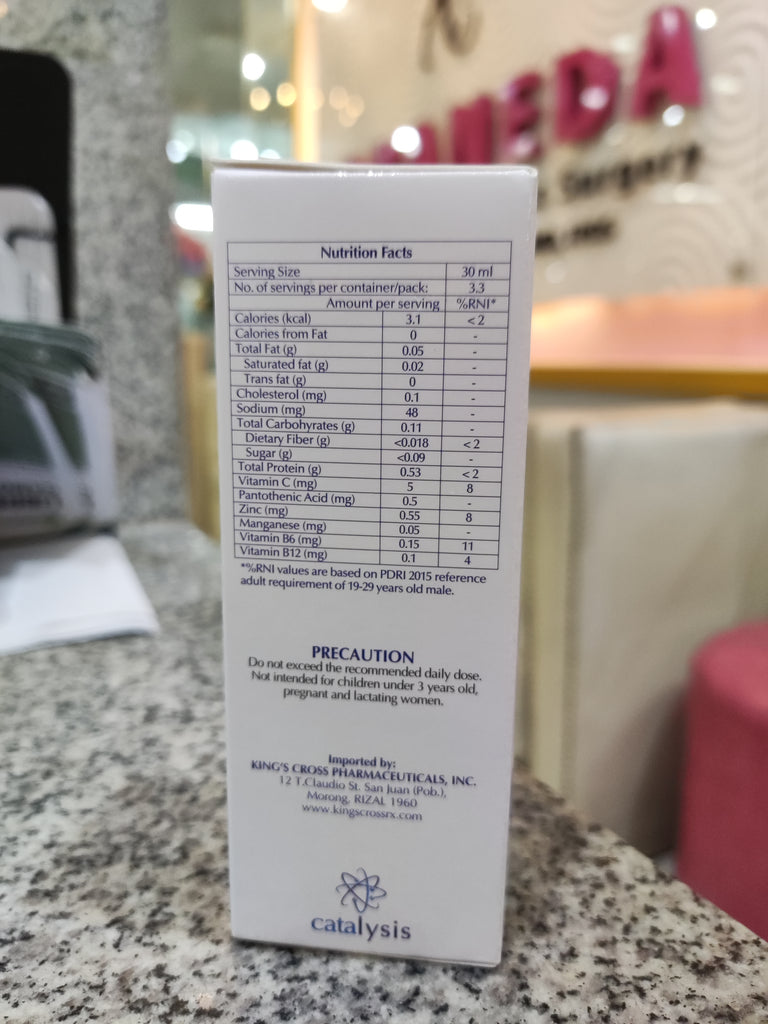 UEDA
Surgery
Nutrition Facts
Serving Size 30 ml
No. of servings per container/pack: 3.3
Amount per serving %RNI*
Calories (kcal) 3.1 <2
Calories from Fat 0 -
Total Fat (g) 0.05 -
Saturated fat (g) 0.02 -
Trans fat (g) 0 -
Cholesterol (mg) 0.1 -
Sodium (mg) 48 -
Total Carbohyrates (g) 0.11 -
Dietary Fiber (g) <0.018 <2
Sugar (g) <0.09 -
Total Protein (g) 0.53 <2
Vitamin C (mg) 5 8
Pantothenic Acid (mg) 0.5 -
Zinc (mg) 0.55 8
Manganese (mg) 0.05 -
Vitamin B6 (mg) 0.15 11
Vitamin B12 (mg) 0.1 4
*%RNI values are based on PDRI 2015 reference
adult requirement of 19-29 years old male.
PRECAUTION
Do not exceed the recommended daily dose.
Not intended for children under 3 years old,
pregnant and lactating women.
Imported by:
KING'S CROSS PHARMACEUTICALS, INC.
12 T.Claudio St. San Juan (Pob.),
Morong, RIZAL 1960
www.kingscrossrx.com
catalysis